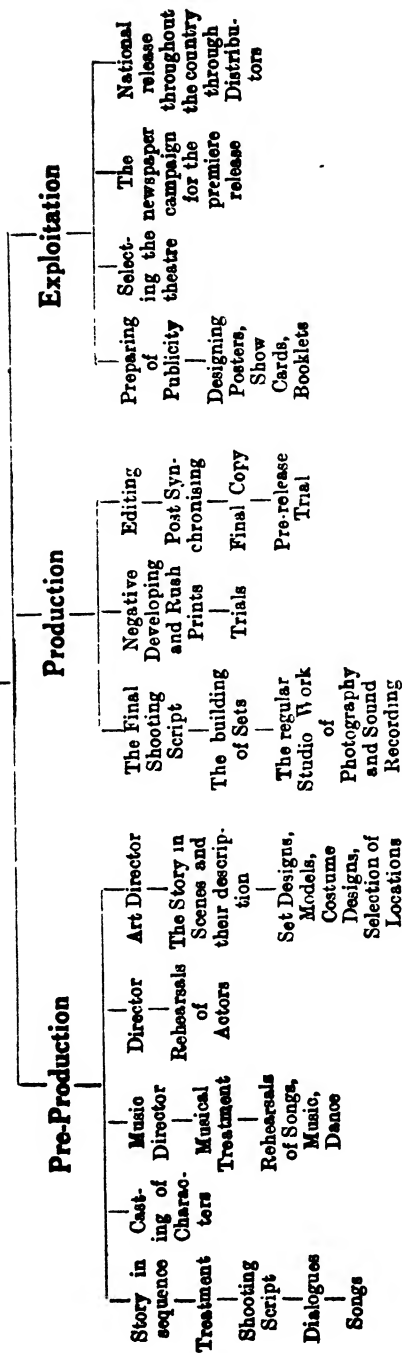 Pre-Production
Story in
sequence
Treatment
Shooting
Script
Dialogues
Songs
Cast-
ing of
Charac-
ters
Music
Director
Musical
Treatment
Rehearsals
of Songs,
Music,
Dance
Director
Rehearsals
of
Actors
Art Director
The Story in
Scenes and
their descrip-
tion
Set Designs,
Models,
Costume
Designs,
Selection of
Locations
Production
The Final
Shooting
Script
The building
of Sets
The regular
Studio Work
of
Photography
and Sound
Recording
Negative
Developing
and Rush
Prints
Trials
Editing
Post Syn-
chronising
Final Copy
Pre-release
Trial
Exploitation
Preparing
of
Publicity
Designing
Posters,
Show
Cards,
Booklets
Select-
ing the
theatre
The
newspaper
campaign
for the
premiere
release
National
release
throughout
the country
through
Distribu-
tors